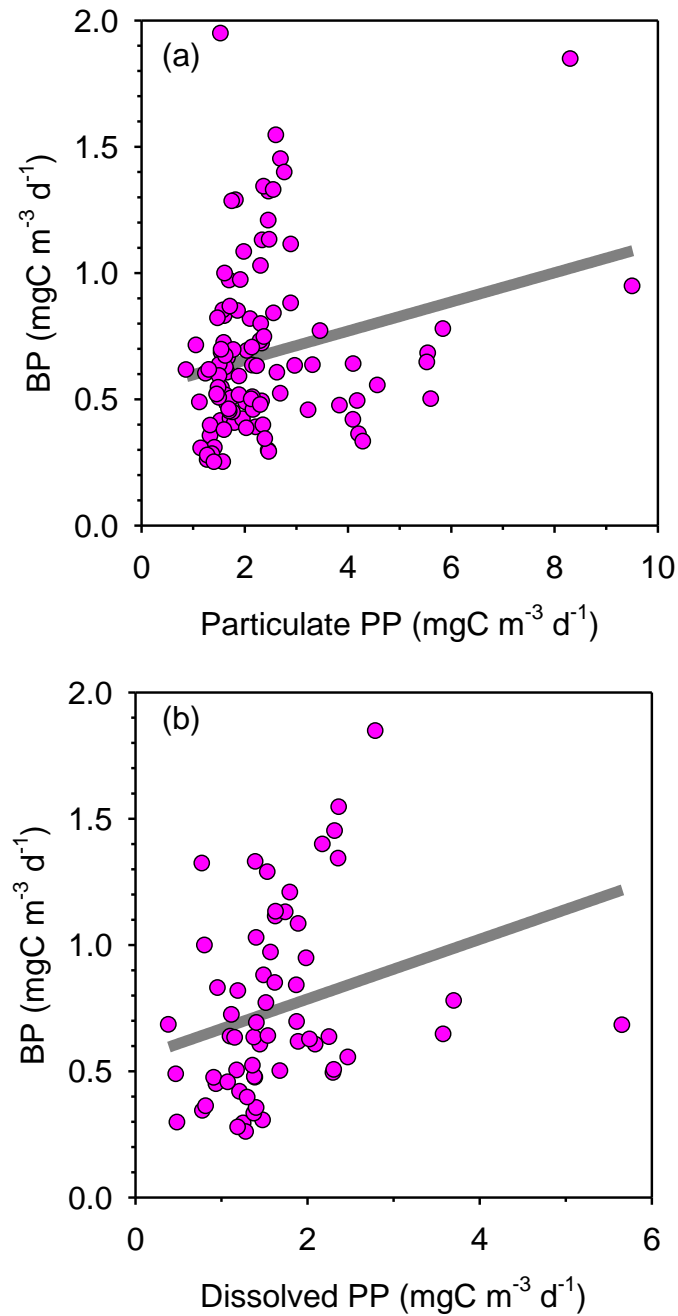 (a)
2.0
1.5
1.0
0.5
0.0
BP (mgC m⁻³ d⁻¹)
0 2 4 6 8 10
Particulate PP (mgC m⁻³ d⁻¹)
(b)
2.0
1.5
1.0
0.5
0.0
BP (mgC m⁻³ d⁻¹)
0 2 4 6
Dissolved PP (mgC m⁻³ d⁻¹)